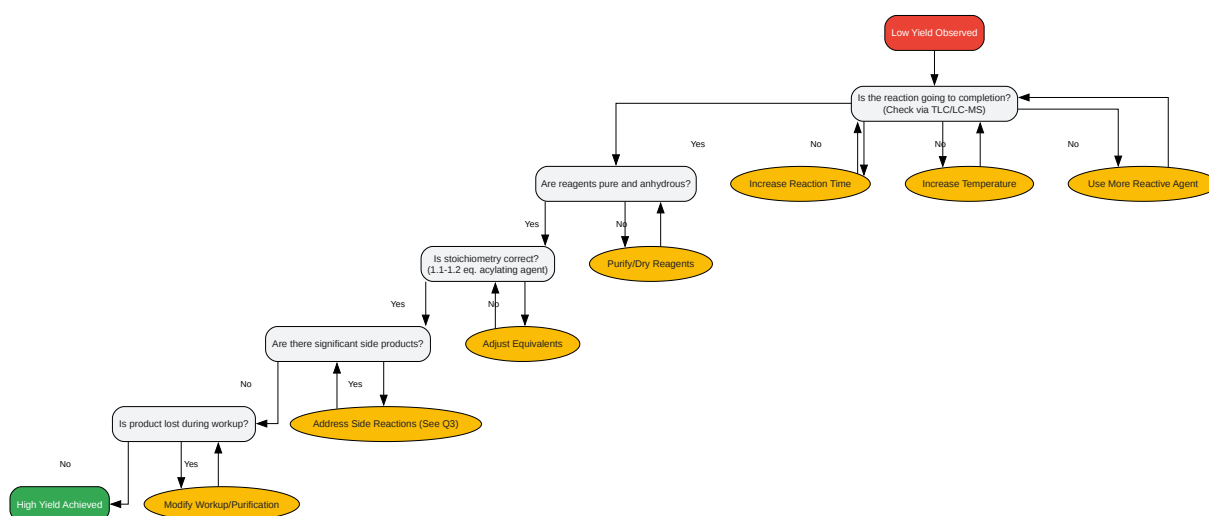 Low Yield Observed
Is the reaction going to completion?
(Check via TLC/LC-MS)
Yes
No
No
No
Are reagents pure and anhydrous?
Increase Reaction Time
Increase Temperature
Use More Reactive Agent
Yes
No
Is stoichiometry correct?
(1.1-1.2 eq. acylating agent)
Purify/Dry Reagents
Yes
No
Are there significant side products?
Adjust Equivalents
No
Yes
Is product lost during workup?
Address Side Reactions (See Q3)
No
Yes
High Yield Achieved
Modify Workup/Purification